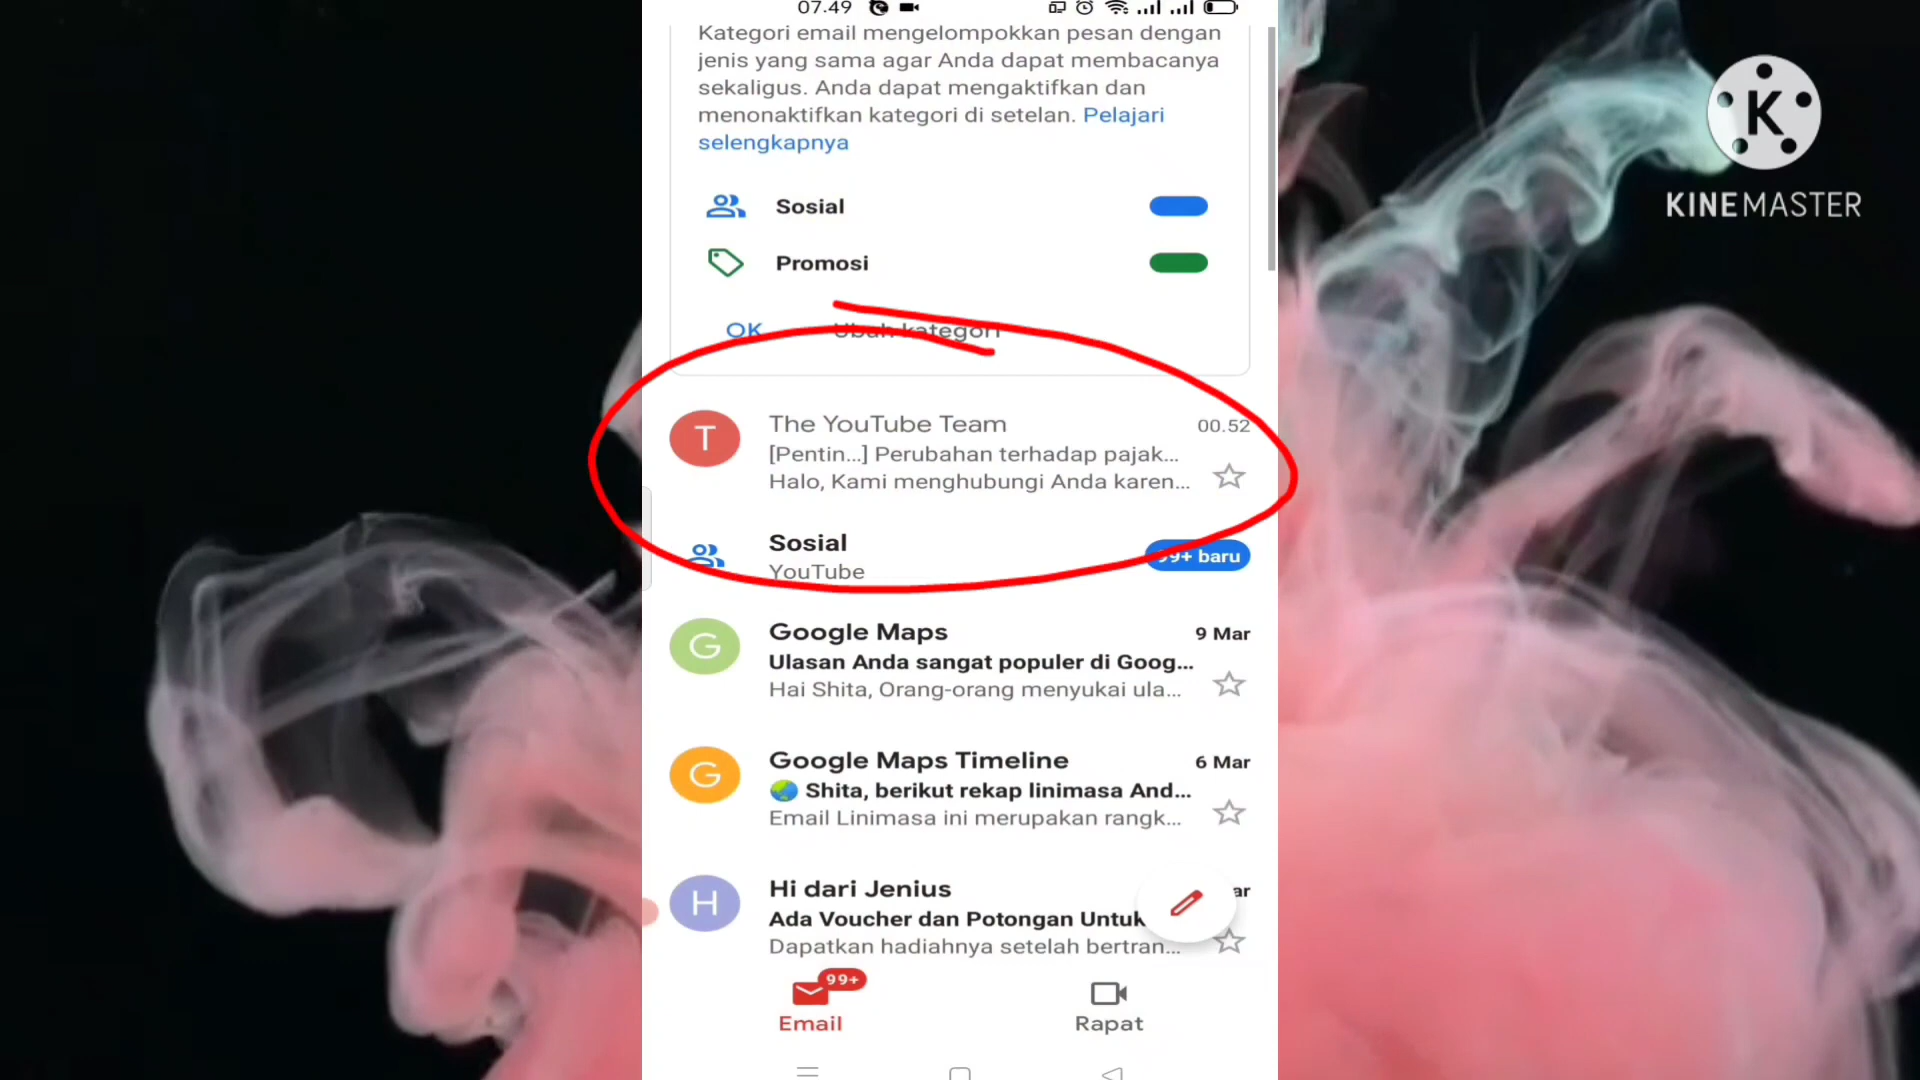 07.49
Kategori email mengelompokkan pesan dengan
jenis yang sama agar Anda dapat membacanya
sekaligus. Anda dapat mengaktifkan dan
menonaktifkan kategori di setelan. Pelajari
selengkapnya
K
KINEMASTER
Sosial
Promosi
OK Ubah kategori
T
The YouTube Team 00.52
[Pentin...] Perubahan terhadap pajak...
Halo, Kami menghubungi Anda karen...
Sosial
99+ baru
YouTube
G
Google Maps 9 Mar
Ulasan Anda sangat populer di Goog...
Hai Shita, Orang-orang menyukai ula...
G
Google Maps Timeline 6 Mar
🌏 Shita, berikut rekap linimasa And...
Email Linimasa ini merupakan rangk...
H
Hi dari Jenius
Ada Voucher dan Potongan Untuk
Dapatkan hadiahnya setelah bertran...
99+
Email Rapat